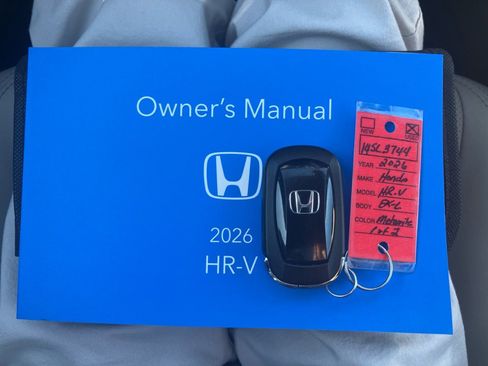 Owner's Manual
2026
HR-V
NEW
USED
14SL3744
YEAR 2026
MAKE Honda
MODEL HR-V
BODY EX-L
COLOR Meteorite
1 of 2